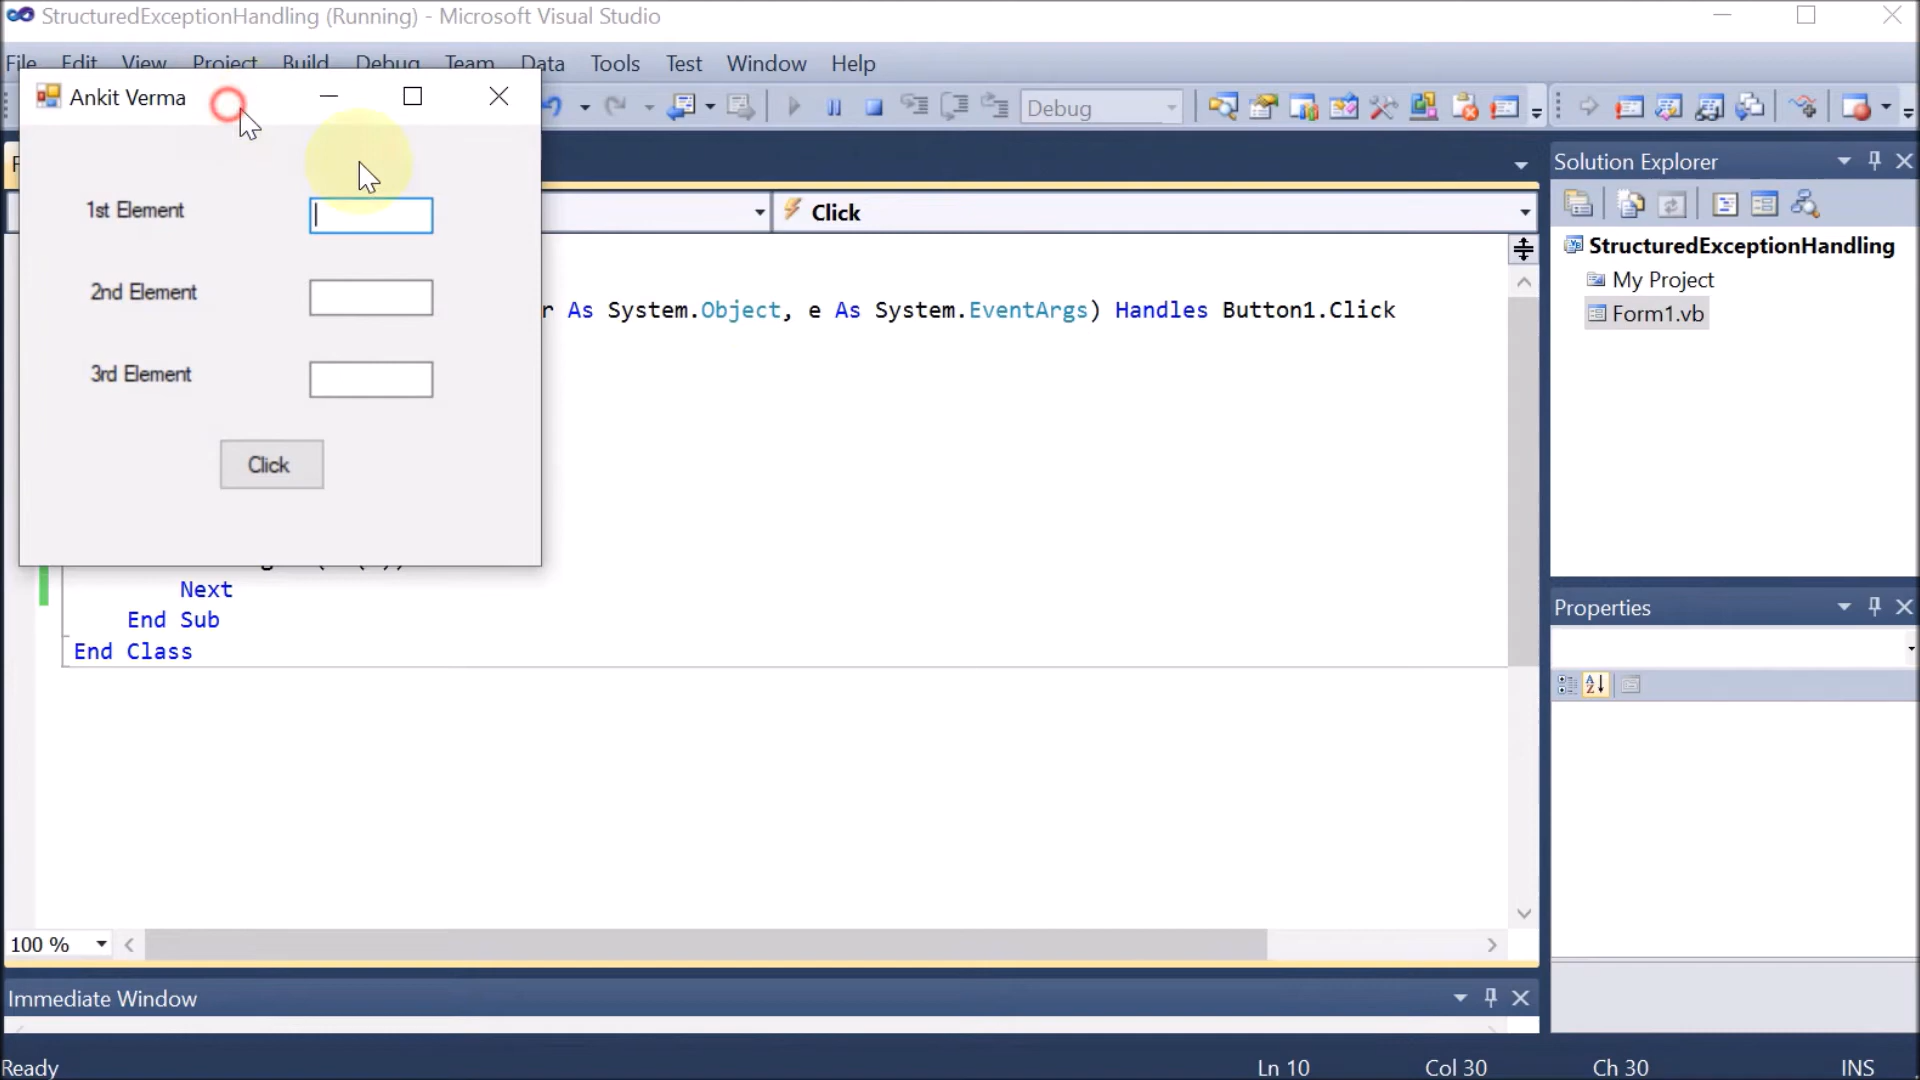 StructuredExceptionHandling (Running) - Microsoft Visual Studio
File Edit View Project Build Debug Team Data Tools Test Window Help
Ankit Verma
Debug
Solution Explorer
1st Element
Click
StructuredExceptionHandling
My Project
2nd Element
r As System.Object, e As System.EventArgs) Handles Button1.Click
Form1.vb
3rd Element
Click
Next
End Sub
End Class
Properties
100 %
Immediate Window
Ready
Ln 10
Col 30
Ch 30
INS